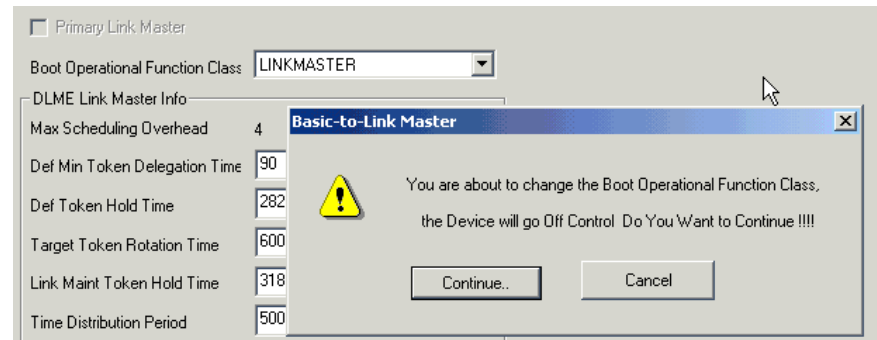 Primary Link Master
Boot Operational Function Class LINKMASTER
DLME Link Master Info
Max Scheduling Overhead 4
Def Min Token Delegation Time 90
Def Token Hold Time 282
Target Token Rotation Time 600
Link Maint Token Hold Time 318
Time Distribution Period 500
Basic-to-Link Master
You are about to change the Boot Operational Function Class,
the Device will go Off Control Do You Want to Continue !!!!
Continue.. Cancel